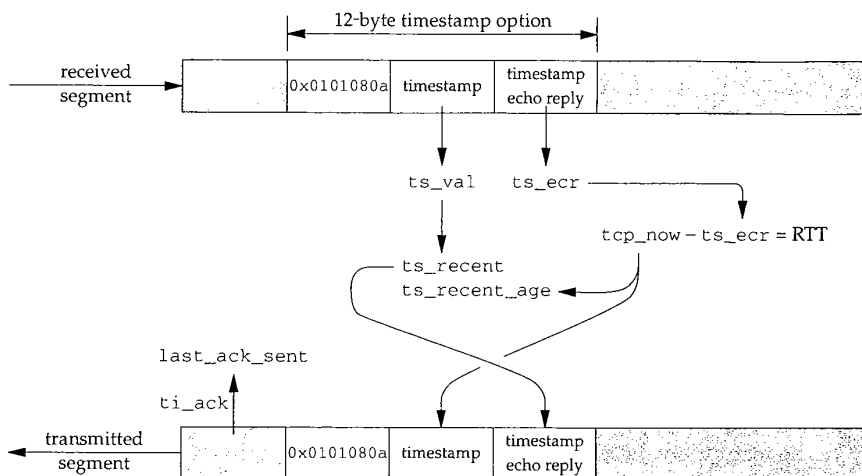 12-byte timestamp option
received
segment
0x0101080a
timestamp
timestamp
echo reply
ts_val
ts_ecr
tcp_now – ts_ecr = RTT
ts_recent
ts_recent_age
last_ack_sent
ti_ack
transmitted
segment
0x0101080a
timestamp
timestamp
echo reply